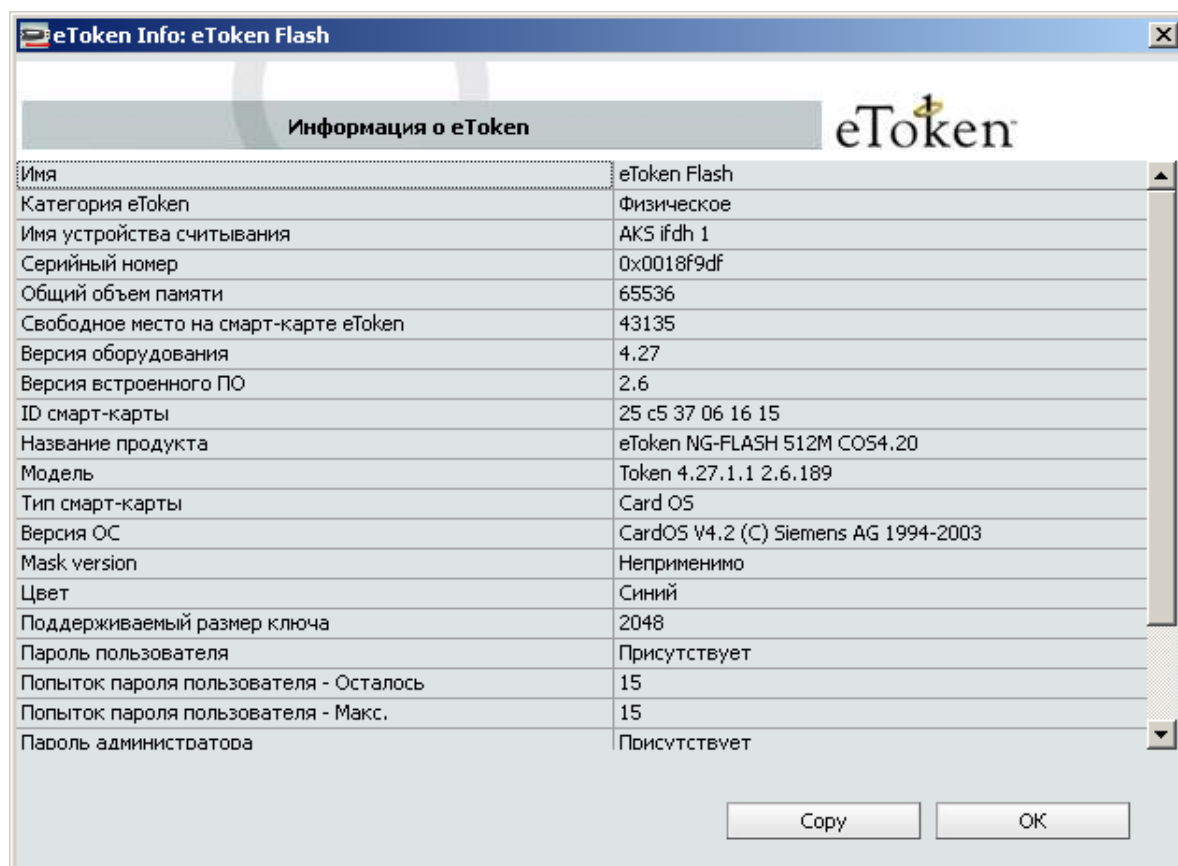 eToken Info: eToken Flash
Информация о eToken
eToken
Имя eToken Flash
Категория eToken Физическое
Имя устройства считывания AKS ifdh 1
Серийный номер 0x0018f9df
Общий объем памяти 65536
Свободное место на смарт-карте eToken 43135
Версия оборудования 4.27
Версия встроенного ПО 2.6
ID смарт-карты 25 c5 37 06 16 15
Название продукта eToken NG-FLASH 512M COS4.20
Модель Token 4.27.1.1 2.6.189
Тип смарт-карты Card OS
Версия ОС CardOS V4.2 (C) Siemens AG 1994-2003
Mask version Неприменимо
Цвет Синий
Поддерживаемый размер ключа 2048
Пароль пользователя Присутствует
Попыток пароля пользователя - Осталось 15
Попыток пароля пользователя - Макс. 15
Пароль администратора Присутствует
Copy OK